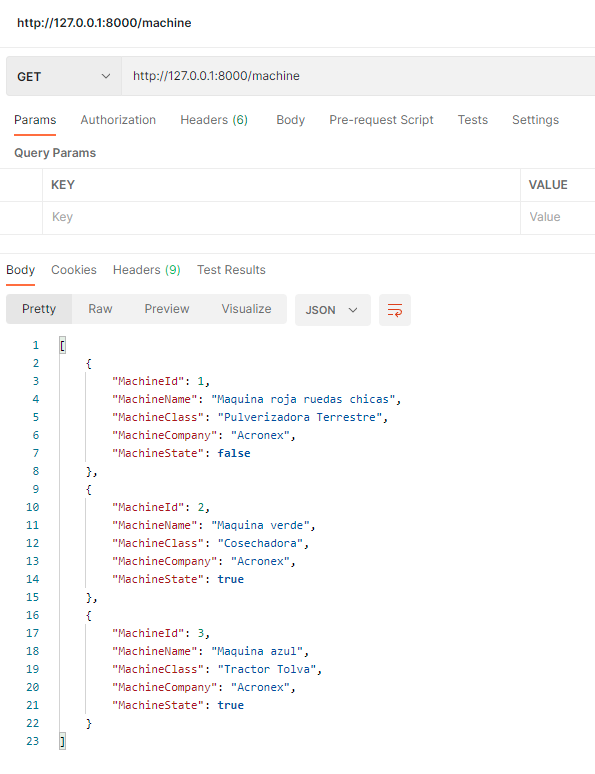 http://127.0.0.1:8000/machine
GET http://127.0.0.1:8000/machine
Params Authorization Headers (6) Body Pre-request Script Tests Settings
Query Params
KEY VALUE
Key Value
Body Cookies Headers (9) Test Results
Pretty Raw Preview Visualize JSON
1 [
2 {
3 "MachineId": 1,
4 "MachineName": "Maquina roja ruedas chicas",
5 "MachineClass": "Pulverizadora Terrestre",
6 "MachineCompany": "Acronex",
7 "MachineState": false
8 },
9 {
10 "MachineId": 2,
11 "MachineName": "Maquina verde",
12 "MachineClass": "Cosechadora",
13 "MachineCompany": "Acronex",
14 "MachineState": true
15 },
16 {
17 "MachineId": 3,
18 "MachineName": "Maquina azul",
19 "MachineClass": "Tractor Tolva",
20 "MachineCompany": "Acronex",
21 "MachineState": true
22 }
23 ]